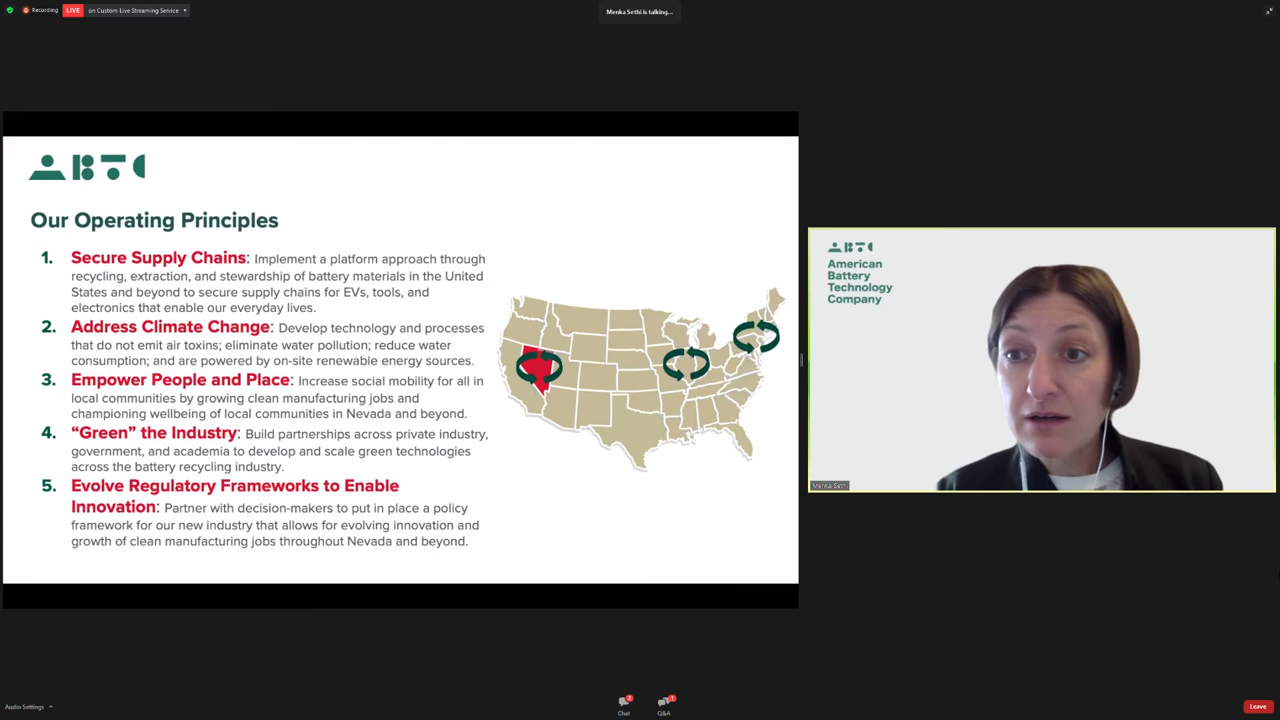 Recording
LIVE
on Custom Live Streaming Service
Menka Sethi is talking...
ABTC
Our Operating Principles
1. Secure Supply Chains: Implement a platform approach through
recycling, extraction, and stewardship of battery materials in the United
States and beyond to secure supply chains for EVs, tools, and
electronics that enable our everyday lives.
2. Address Climate Change: Develop technology and processes
that do not emit air toxins; eliminate water pollution; reduce water
consumption; and are powered by on-site renewable energy sources.
3. Empower People and Place: Increase social mobility for all in
local communities by growing clean manufacturing jobs and
championing wellbeing of local communities in Nevada and beyond.
4. “Green” the Industry: Build partnerships across private industry,
government, and academia to develop and scale green technologies
across the battery recycling industry.
5. Evolve Regulatory Frameworks to Enable
Innovation: Partner with decision-makers to put in place a policy
framework for our new industry that allows for evolving innovation and
growth of clean manufacturing jobs throughout Nevada and beyond.
ABTC
American
Battery
Technology
Company
Menka Sethi
Audio Settings
2
Chat
1
Q&A
Leave